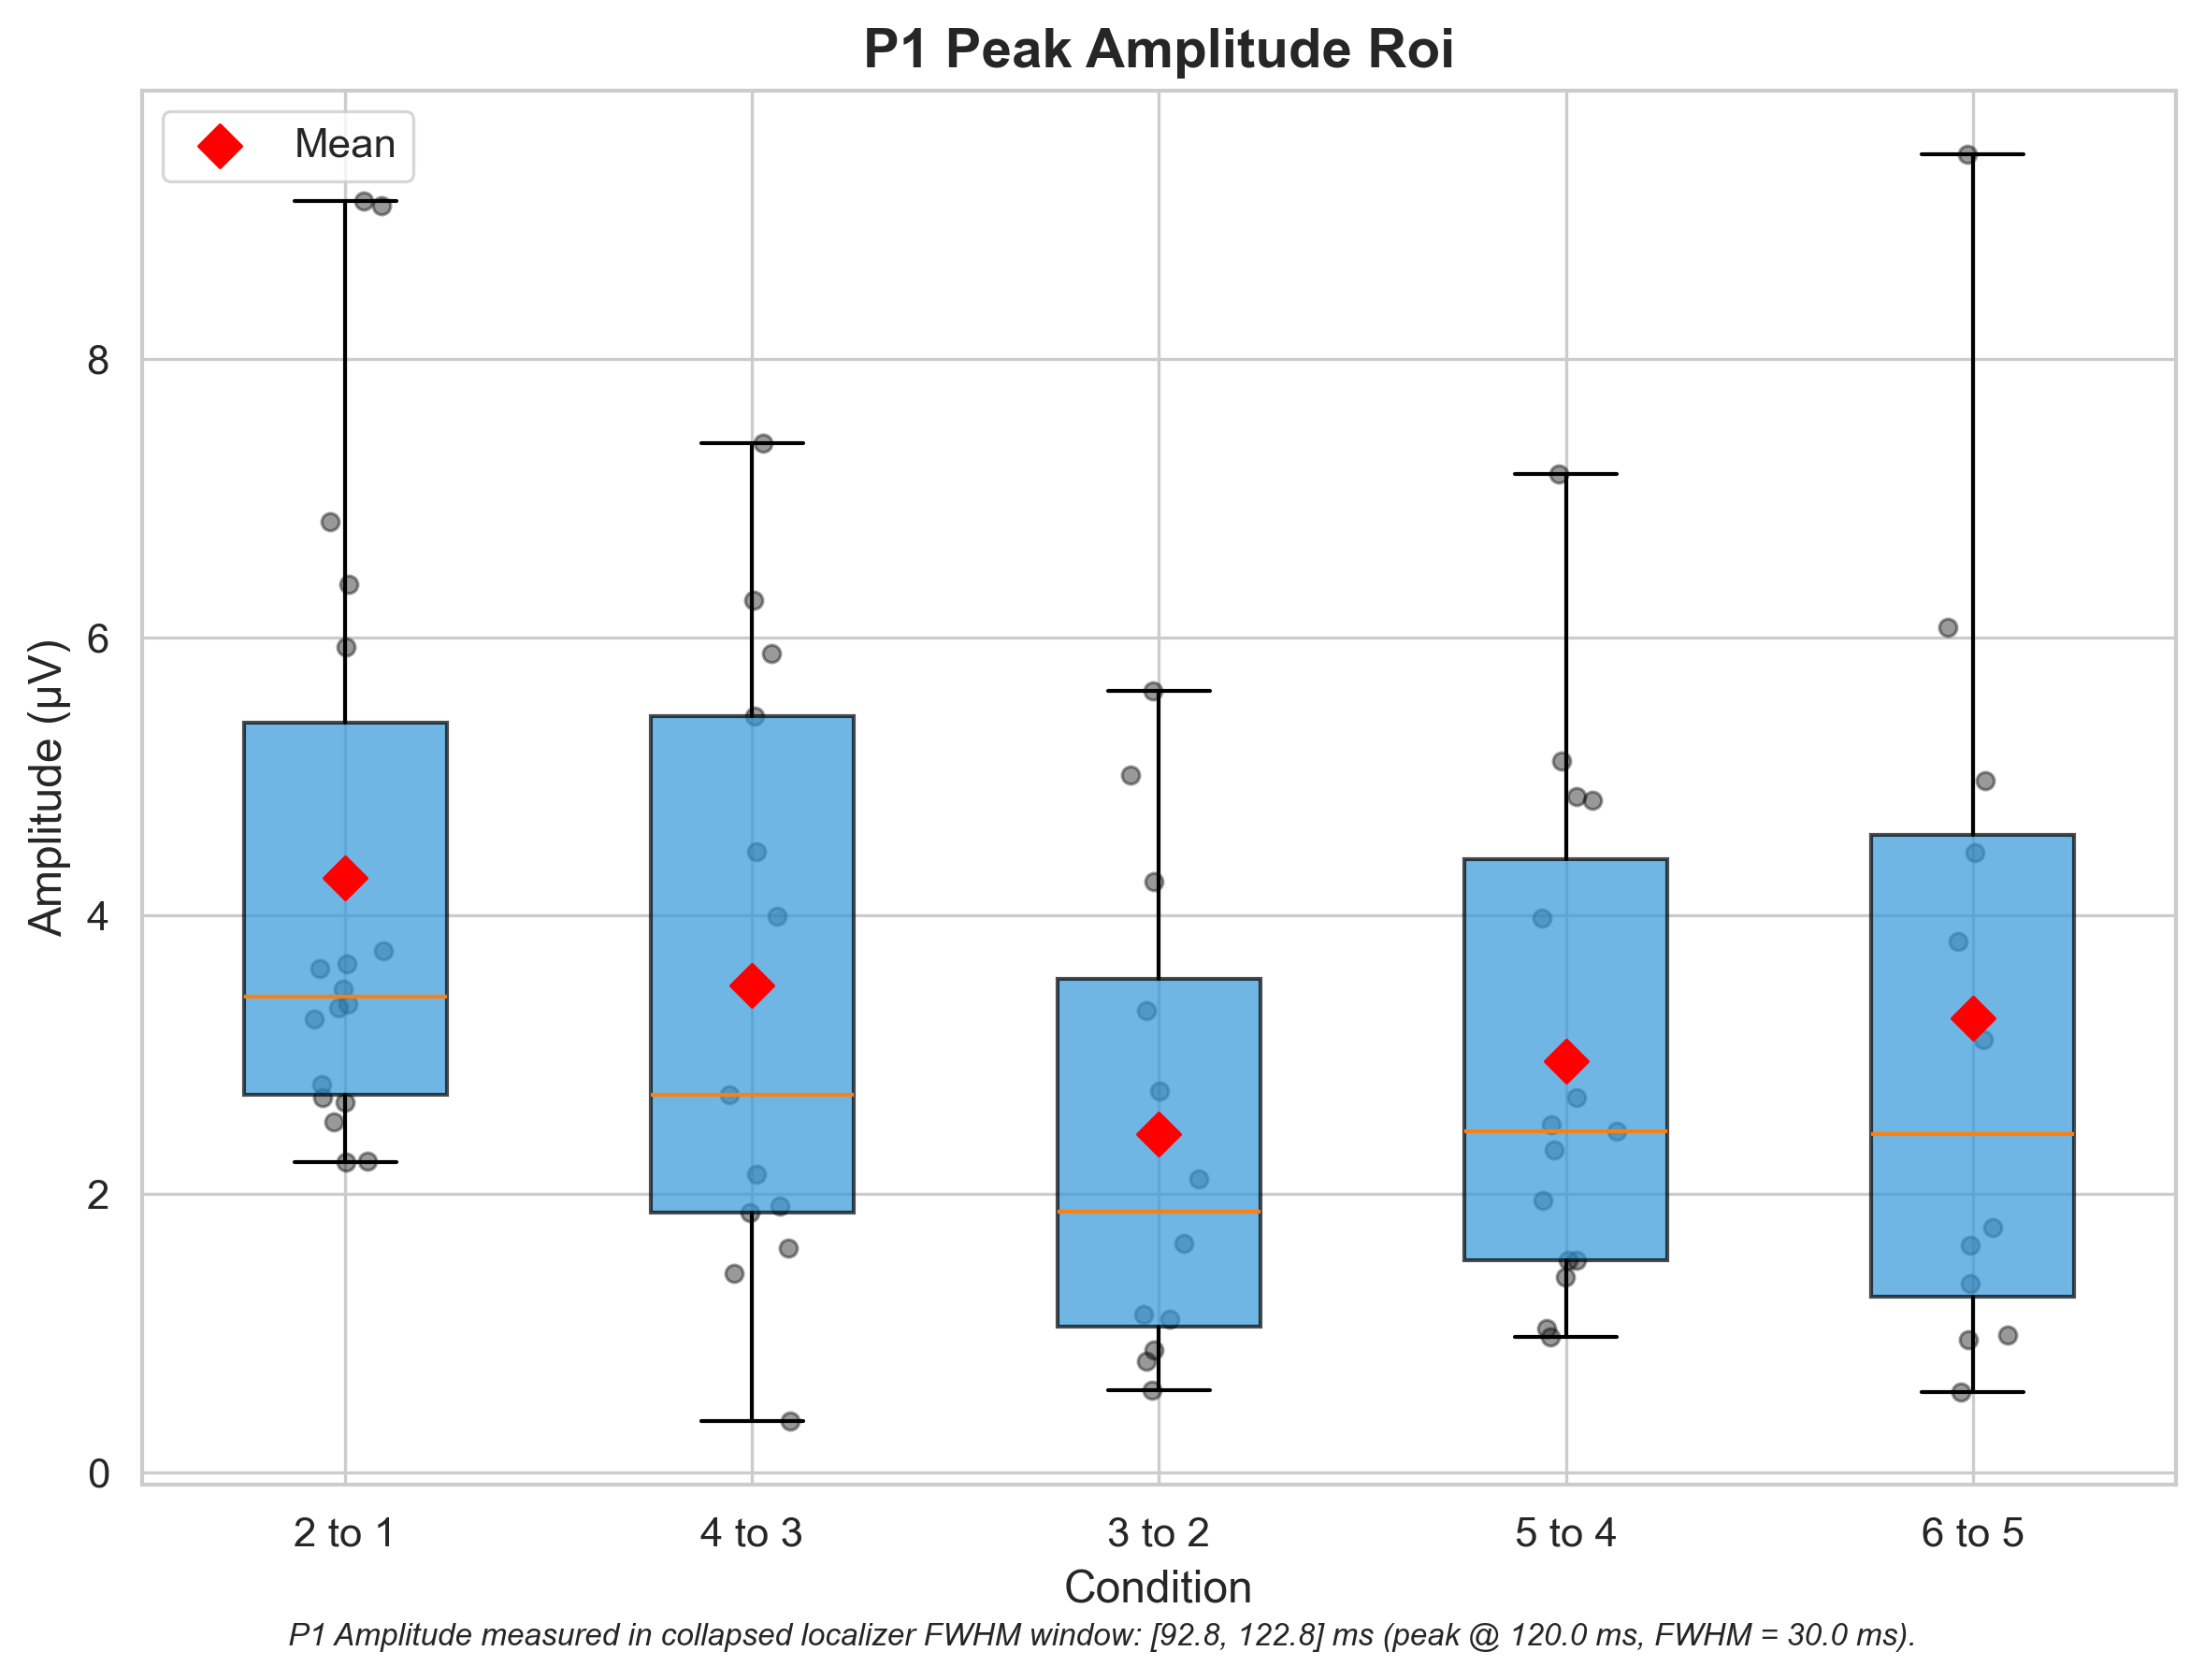 P1 Peak Amplitude Roi
Mean
8
6
4
2
0
Amplitude (µV)
2 to 1
4 to 3
3 to 2
5 to 4
6 to 5
Condition
P1 Amplitude measured in collapsed localizer FWHM window: [92.8, 122.8] ms (peak @ 120.0 ms, FWHM = 30.0 ms).